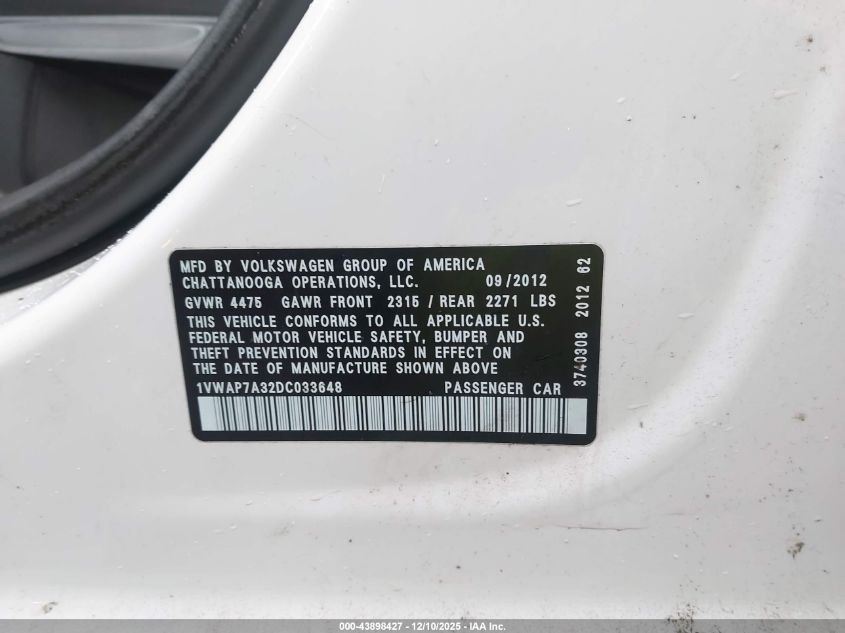 MFD BY VOLKSWAGEN GROUP OF AMERICA
CHATTANOOGA OPERATIONS, LLC. 09/2012
GVWR 4475 GAWR FRONT 2315 / REAR 2271 LBS
THIS VEHICLE CONFORMS TO ALL APPLICABLE U.S.
FEDERAL MOTOR VEHICLE SAFETY, BUMPER AND
THEFT PREVENTION STANDARDS IN EFFECT ON
THE DATE OF MANUFACTURE SHOWN ABOVE
1VWAP7A32DC033648 PASSENGER CAR
3740308 2012 62
000-43898427 - 12/10/2025 - IAA Inc.